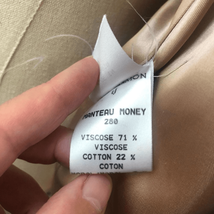 MANTEAU MONEY
280
VISCOSE 71 %
VISCOSE
COTTON 22 %
COTON